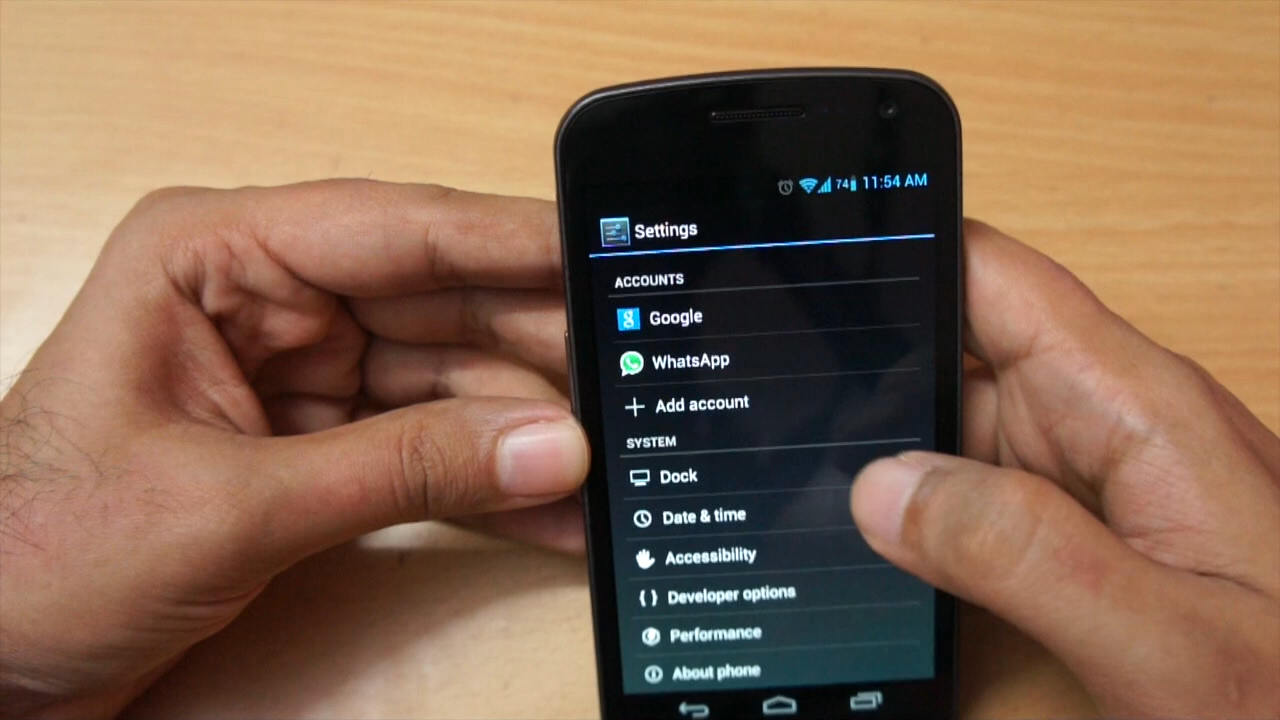 74 11:54 AM
Settings
ACCOUNTS
Google
WhatsApp
Add account
SYSTEM
Dock
Date & time
Accessibility
{ } Developer options
Performance
About phone